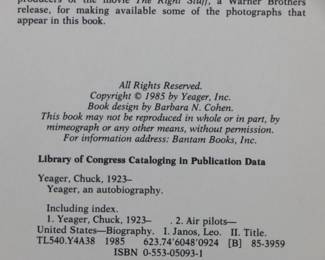 producers of the movie The Right Stuff, a Warner Brothers
release, for making available some of the photographs that
appear in this book.
All Rights Reserved.
Copyright © 1985 by Yeager, Inc.
Book design by Barbara N. Cohen.
This book may not be reproduced in whole or in part, by
mimeograph or any other means, without permission.
For information address: Bantam Books, Inc.
Library of Congress Cataloging in Publication Data
Yeager, Chuck, 1923–
Yeager, an autobiography.
Including index.
1. Yeager, Chuck, 1923– . 2. Air pilots—
United States—Biography. I. Janos, Leo. II. Title.
TL540.Y4A38 1985 623.74'6048'0924 [B] 85-3959
ISBN 0-553-05093-1